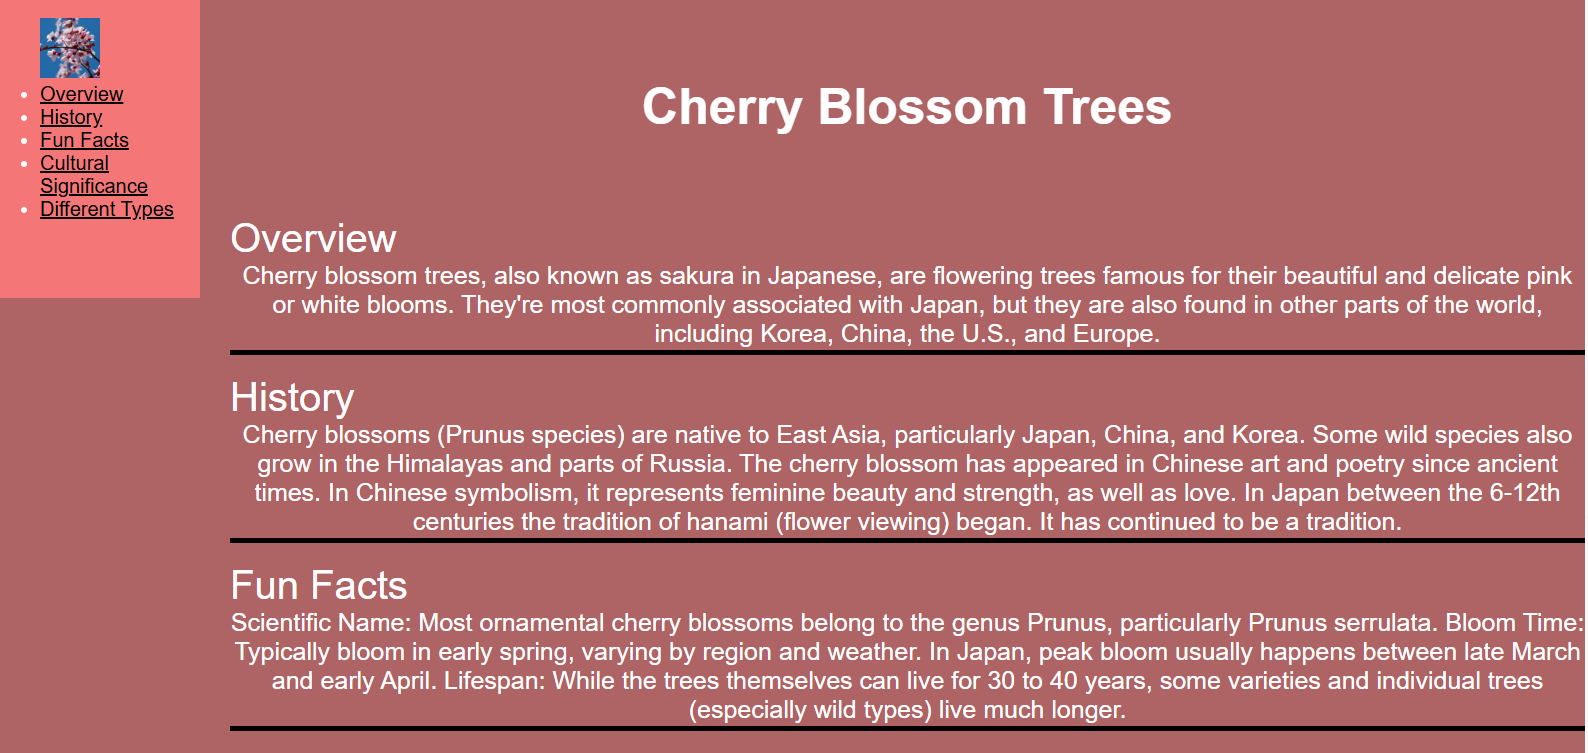 Overview
History
Fun Facts
Cultural
Significance
Different Types
Cherry Blossom Trees
Overview
Cherry blossom trees, also known as sakura in Japanese, are flowering trees famous for their beautiful and delicate pink
or white blooms. They're most commonly associated with Japan, but they are also found in other parts of the world,
including Korea, China, the U.S., and Europe.
History
Cherry blossoms (Prunus species) are native to East Asia, particularly Japan, China, and Korea. Some wild species also
grow in the Himalayas and parts of Russia. The cherry blossom has appeared in Chinese art and poetry since ancient
times. In Chinese symbolism, it represents feminine beauty and strength, as well as love. In Japan between the 6-12th
centuries the tradition of hanami (flower viewing) began. It has continued to be a tradition.
Fun Facts
Scientific Name: Most ornamental cherry blossoms belong to the genus Prunus, particularly Prunus serrulata. Bloom Time:
Typically bloom in early spring, varying by region and weather. In Japan, peak bloom usually happens between late March
and early April. Lifespan: While the trees themselves can live for 30 to 40 years, some varieties and individual trees
(especially wild types) live much longer.